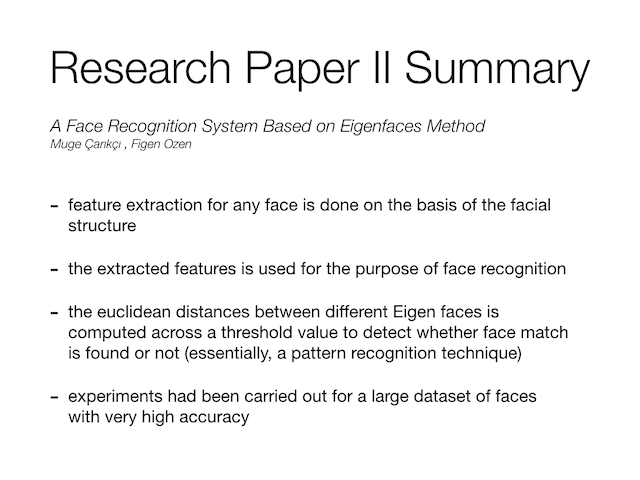 Research Paper II Summary
A Face Recognition System Based on Eigenfaces Method
Muge Çarıkçı , Figen Ozen
- feature extraction for any face is done on the basis of the facial
structure
- the extracted features is used for the purpose of face recognition
- the euclidean distances between different Eigen faces is
computed across a threshold value to detect whether face match
is found or not (essentially, a pattern recognition technique)
- experiments had been carried out for a large dataset of faces
with very high accuracy